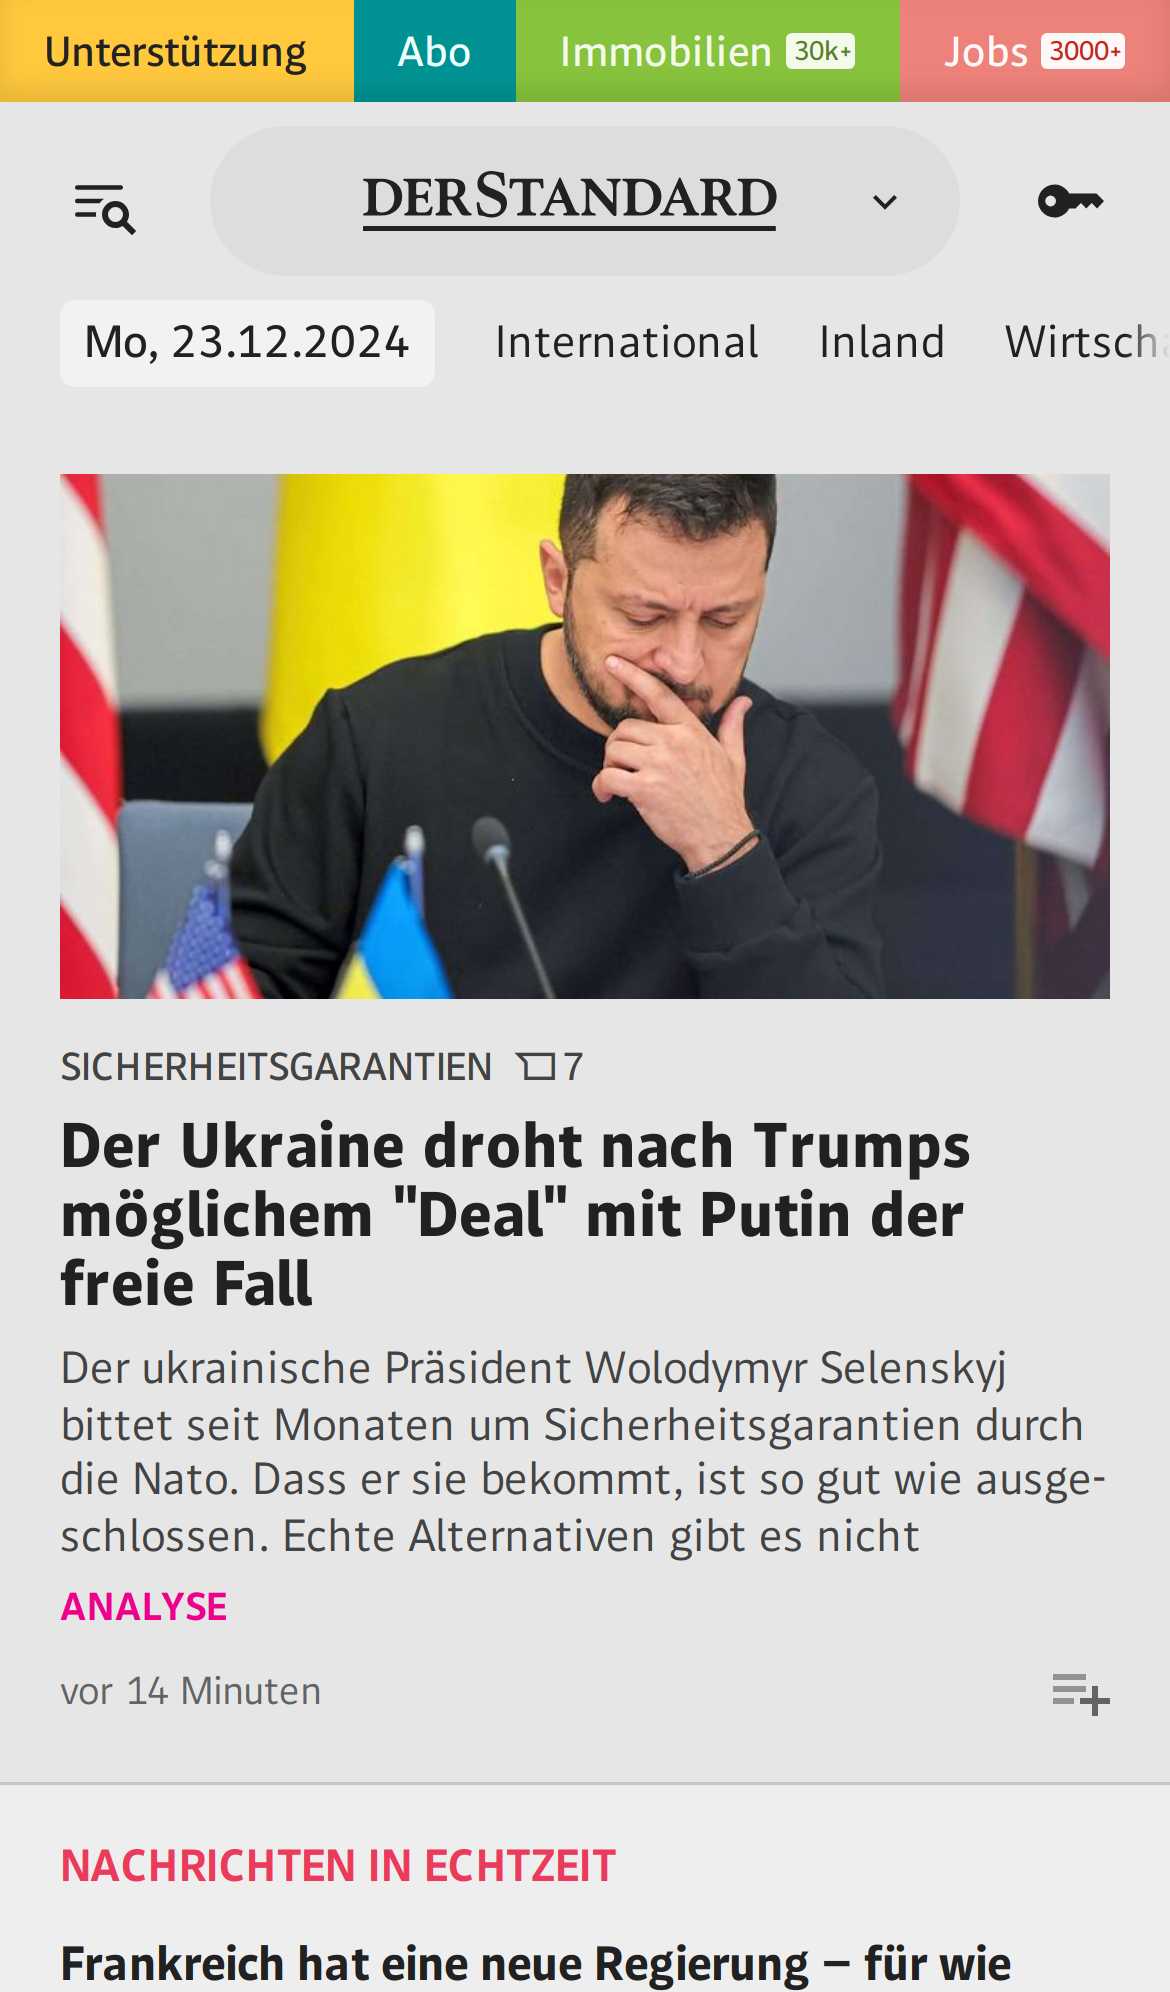 Unterstützung Abo Immobilien 30k+ Jobs 3000+
DERSTANDARD
Mo, 23.12.2024 International Inland Wirtscha
SICHERHEITSGARANTIEN 7
Der Ukraine droht nach Trumps
möglichem "Deal" mit Putin der
freie Fall
Der ukrainische Präsident Wolodymyr Selenskyj
bittet seit Monaten um Sicherheitsgarantien durch
die Nato. Dass er sie bekommt, ist so gut wie ausge-
schlossen. Echte Alternativen gibt es nicht
ANALYSE
vor 14 Minuten
NACHRICHTEN IN ECHTZEIT
Frankreich hat eine neue Regierung – für wie